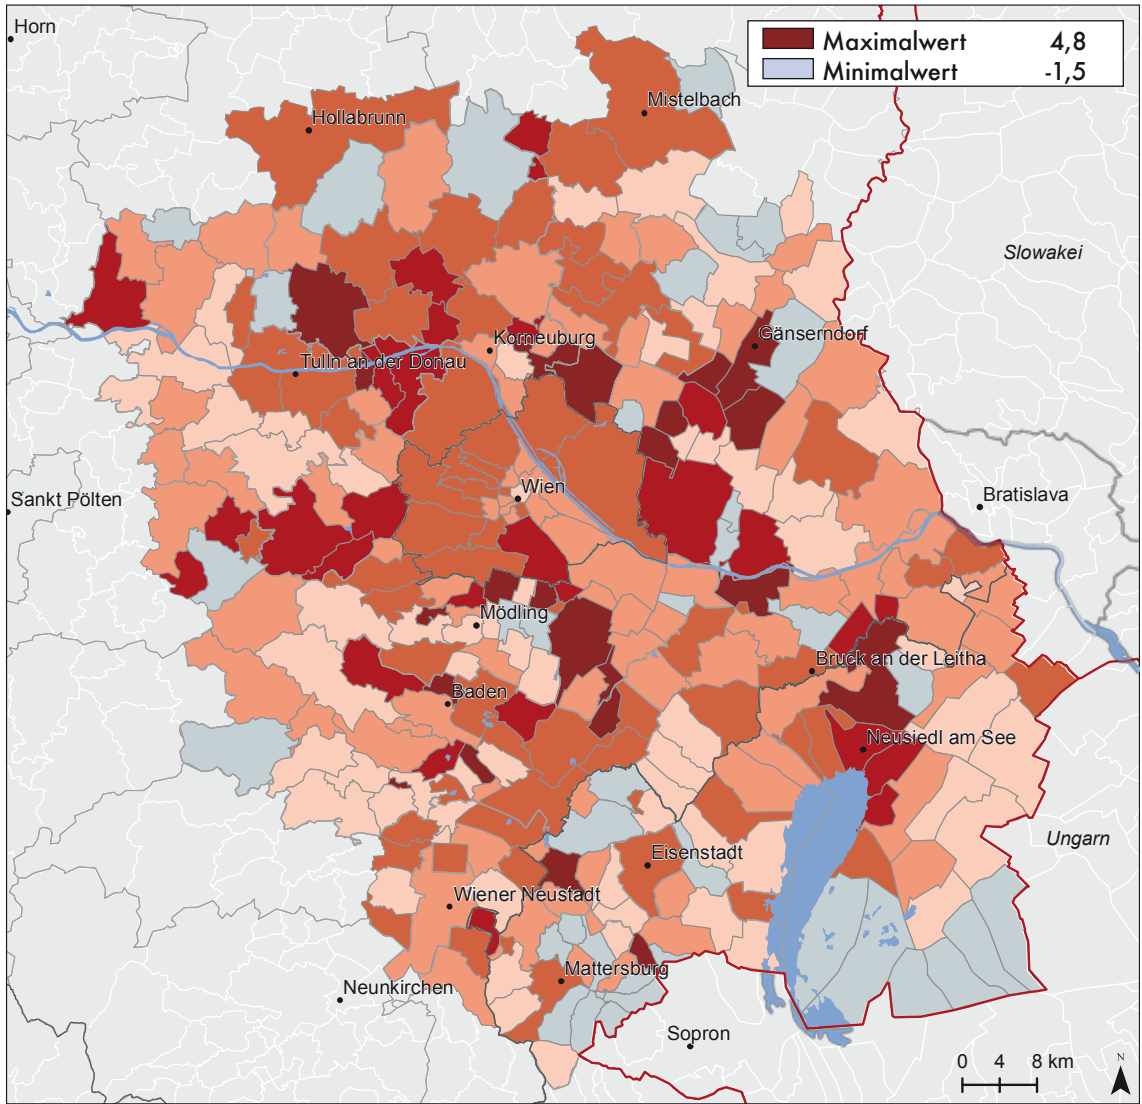 Horn
Maximalwert 4,8
Minimalwert -1,5
Mistelbach
Hollabrunn
Slowakei
Gänserndorf
Korneuburg
Tulln an der Donau
Wien
Bratislava
Sankt Pölten
Mödling
Bruck an der Leitha
Baden
Neusiedl am See
Ungarn
Eisenstadt
Wiener Neustadt
Mattersburg
Neunkirchen
Sopron
0 4 8 km
N